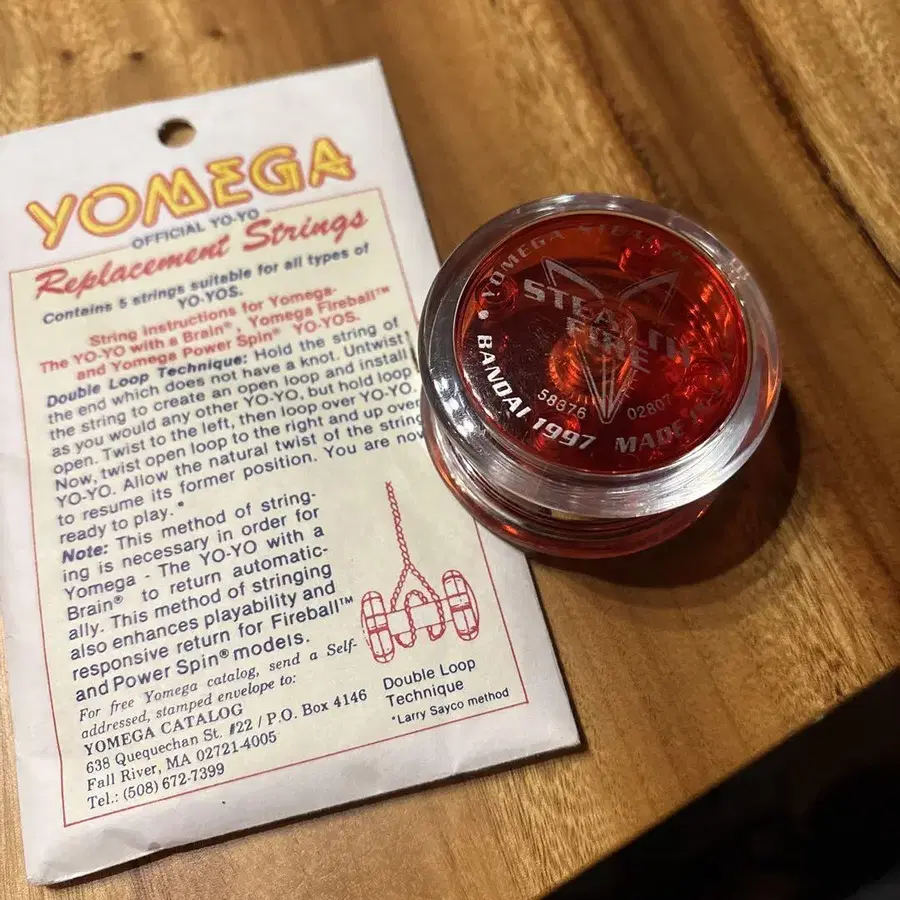 YOMEGA
OFFICIAL YO-YO
Replacement Strings
Contains 5 strings suitable for all types of
YO-YOS.
String instructions for Yomega-
The YO-YO with a Brain®, Yomega Fireball™
and Yomega Power Spin® YO-YOS.
Double Loop Technique: Hold the string of
the end which does not have a knot. Untwist
the string to create an open loop and install
as you would any other YO-YO, but hold loop
open. Twist to the left, then loop over YO-YO.
Now, twist open loop to the right and up over
YO-YO. Allow the natural twist of the string
to resume its former position. You are now
ready to play.*
Note: This method of string-
ing is necessary in order for
Yomega - The YO-YO with a
Brain® to return automatic-
ally. This method of stringing
also enhances playability and
responsive return for Fireball™
and Power Spin® models.
For free Yomega catalog, send a Self-
addressed, stamped envelope to:
YOMEGA CATALOG
638 Quequechan St. #22 / P.O. Box 4146
Fall River, MA 02721-4005
Tel.: (508) 672-7399
Double Loop
Technique
*Larry Sayco method
YOMEGA STEALTH
STEALTH
FIRE
58376 02807
• BANDAI 1997 MADE